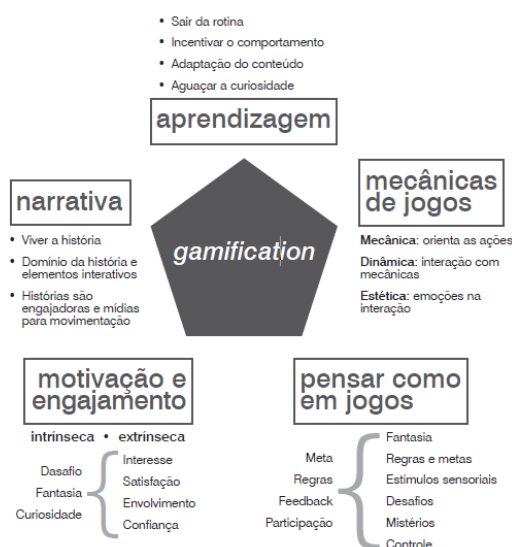 • Sair da rotina
• Incentivar o comportamento
• Adaptação do conteúdo
• Aguaçar a curiosidade
aprendizagem
narrativa
• Viver a história
• Domínio da história e
elementos interativos
• Histórias são
engajadoras e mídias
para movimentação
gamification
mecânicas
de jogos
Mecânica: orienta as ações
Dinâmica: interação com
mecânicas
Estética: emoções na
interação
motivação e
engajamento
intrínseca • extrínseca
Dasafio
Fantasia
Curiosidade
Interesse
Satisfação
Envolvimento
Confiança
pensar como
em jogos
Meta
Regras
Feedback
Participação
Fantasia
Regras e metas
Estímulos sensoriais
Desafios
Mistérios
Controle